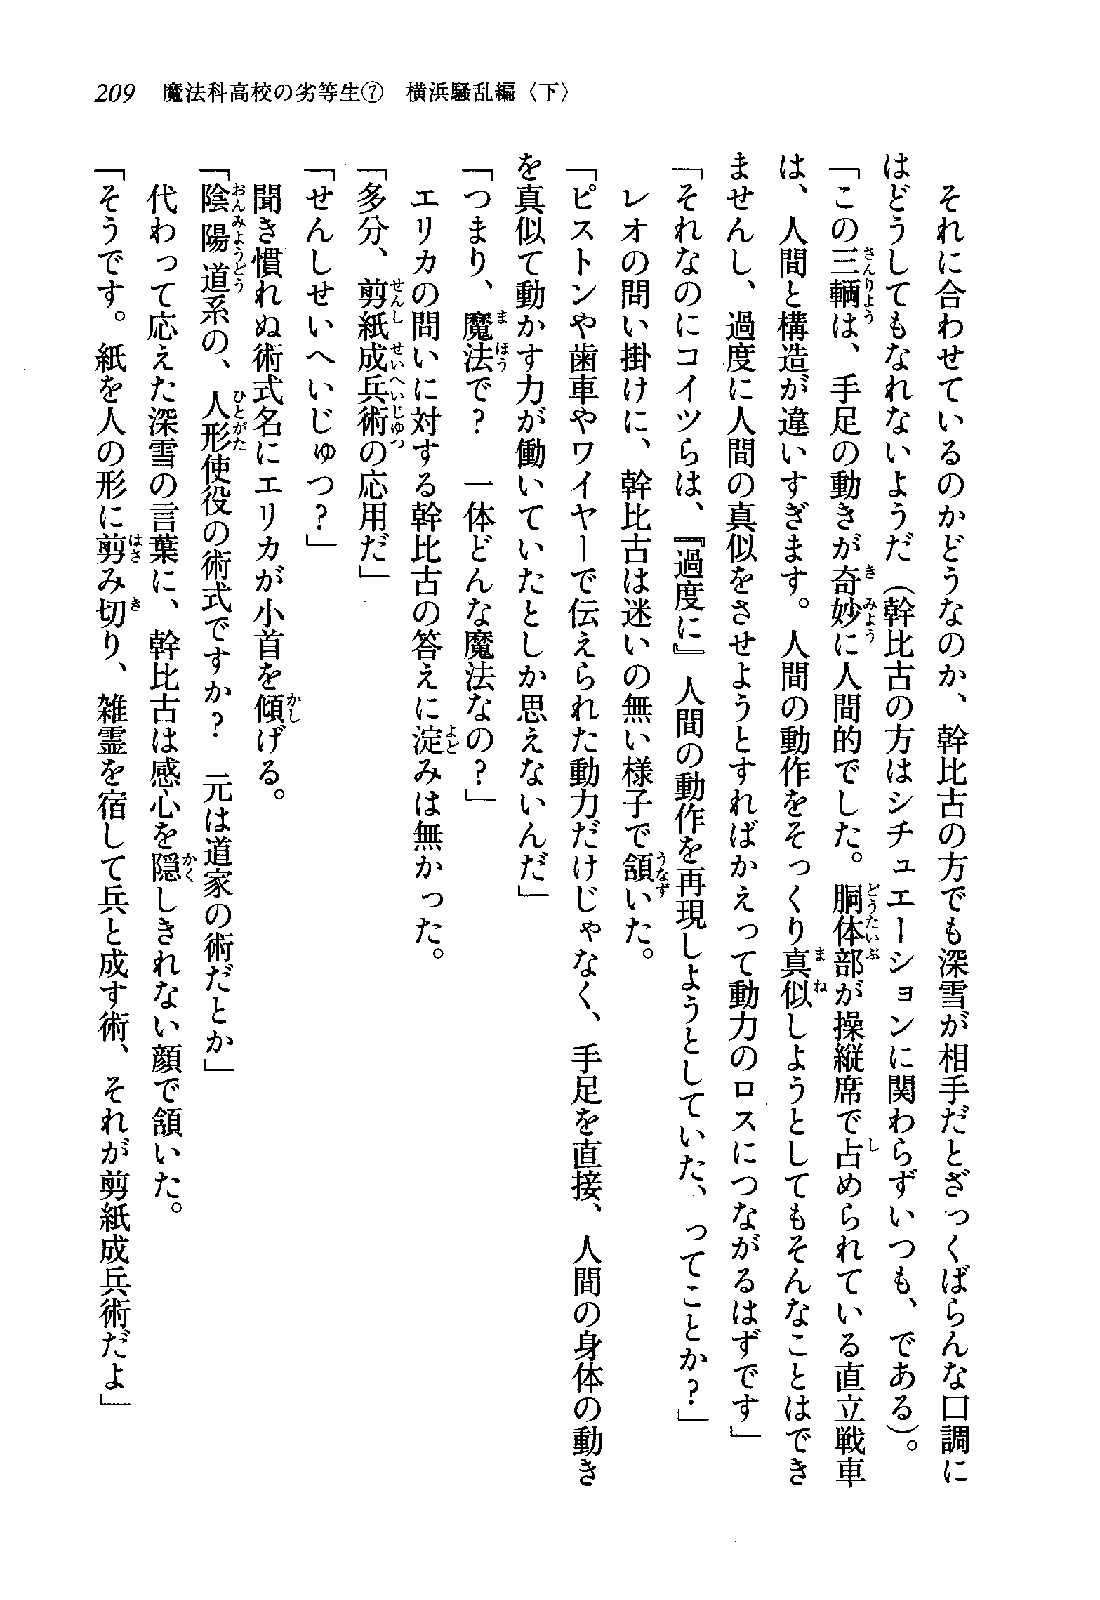 209　魔法科高校の劣等生⑦　横浜騒乱編〈下〉
それに合わせているのかどうなのか、幹比古の方でも深雪が相手だとざっくばらんな口調に
はどうしてもなれないようだ（幹比古の方はシチュエーションに関わらずいつも、である）。
「この三輌は、手足の動きが奇妙に人間的でした。胴体部が操縦席で占められている直立戦車
は、人間と構造が違いすぎます。人間の動作をそっくり真似しようとしてもそんなことはでき
ませんし、過度に人間の真似をさせようとすればかえって動力のロスにつながるはずです」
「それなのにコイツらは、『過度に』人間の動作を再現しようとしていた、ってことか？」
レオの問い掛けに、幹比古は迷いの無い様子で頷いた。
「ピストンや歯車やワイヤーで伝えられた動力だけじゃなく、手足を直接、人間の身体の動き
を真似て動かす力が働いていたとしか思えないんだ」
「つまり、魔法で？　一体どんな魔法なの？」
エリカの問いに対する幹比古の答えに淀みは無かった。
「多分、剪紙成兵術の応用だ」
「せんしせいへいじゅつ？」
聞き慣れぬ術式名にエリカが小首を傾げる。
「陰陽道系の、人形使役の術式ですか？　元は道家の術だとか」
代わって応えた深雪の言葉に、幹比古は感心を隠しきれない顔で頷いた。
「そうです。紙を人の形に剪み切り、雑霊を宿して兵と成す術、それが剪紙成兵術だよ」